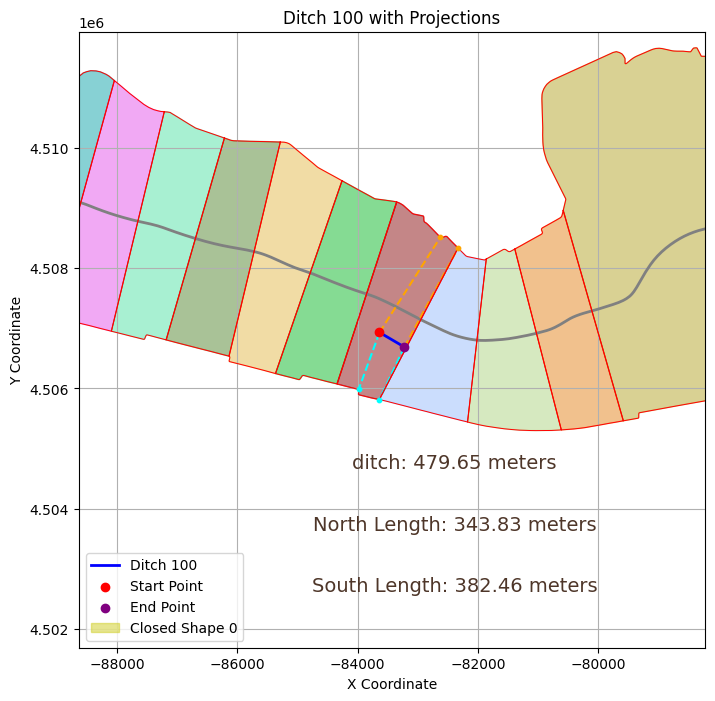 Ditch 100 with Projections
1e6
4.510
4.508
4.506
4.504
4.502
Y Coordinate
ditch: 479.65 meters
North Length: 343.83 meters
South Length: 382.46 meters
Ditch 100
Start Point
End Point
Closed Shape 0
−88000 −86000 −84000 −82000 −80000
X Coordinate